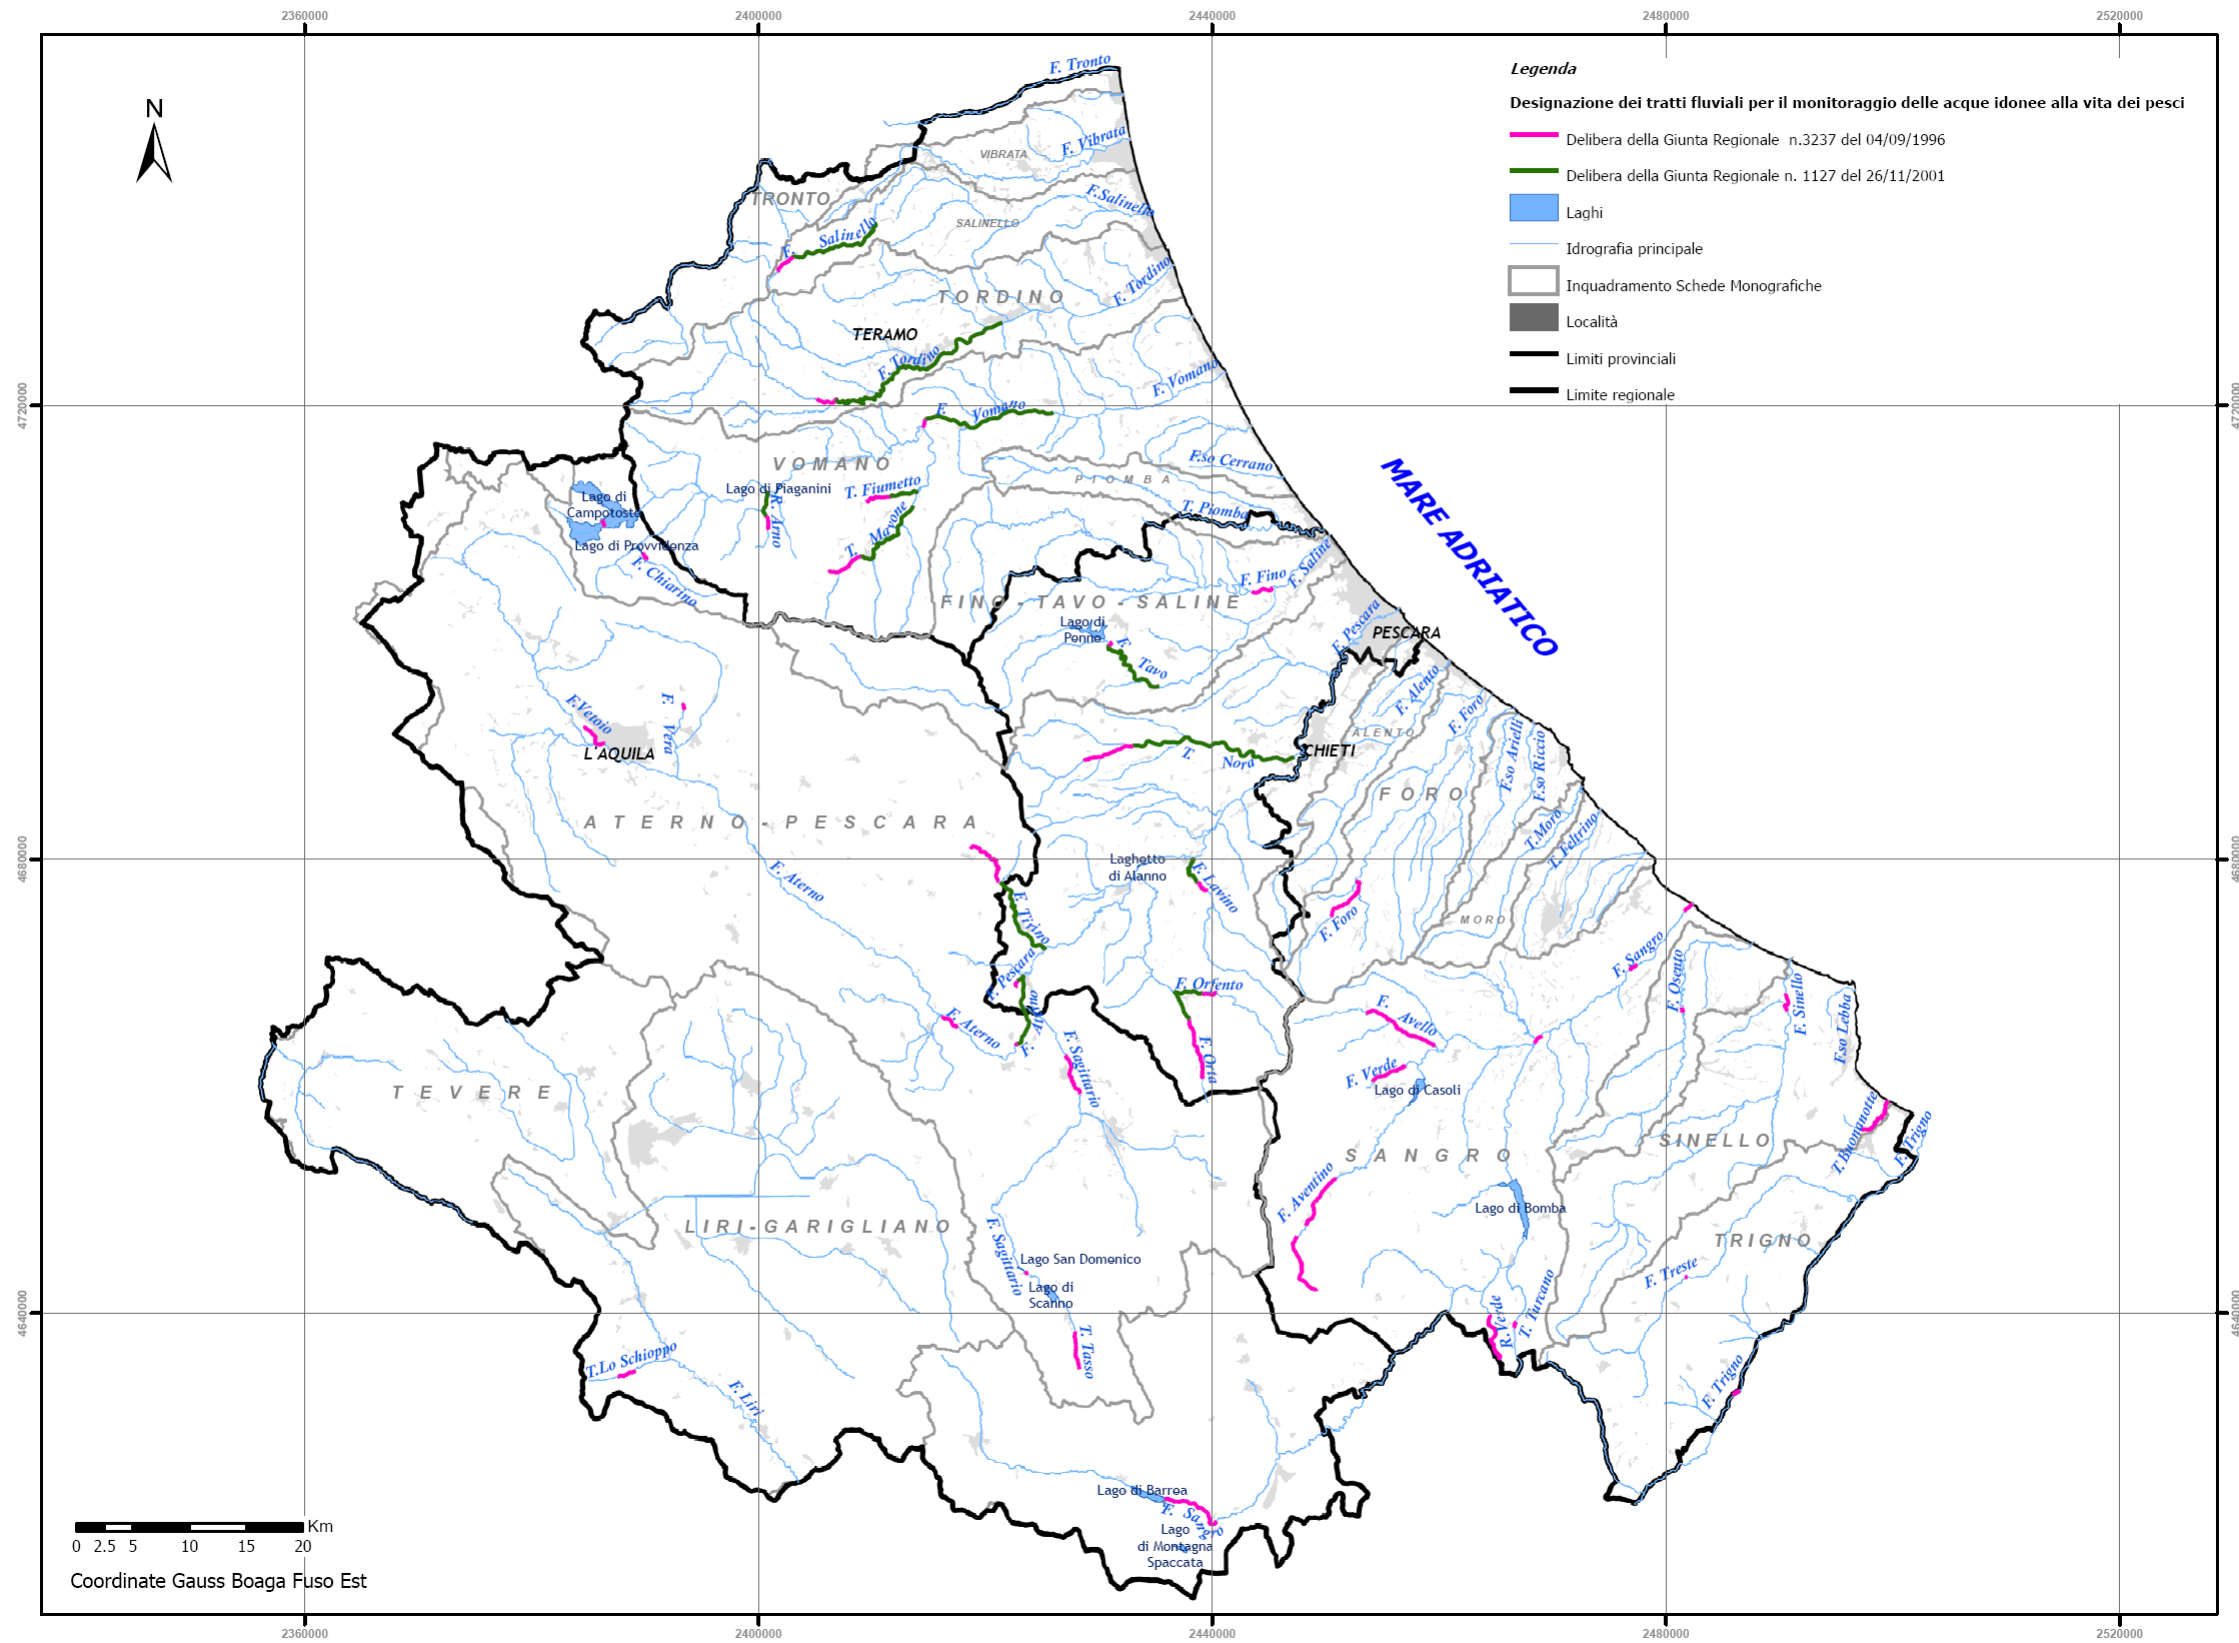 2360000
2400000
2440000
2480000
2520000
N
Legenda
Designazione dei tratti fluviali per il monitoraggio delle acque idonee alla vita dei pesci
Delibera della Giunta Regionale n.3237 del 04/09/1996
Delibera della Giunta Regionale n. 1127 del 26/11/2001
Laghi
Idrografia principale
Inquadramento Schede Monografiche
Località
Limiti provinciali
Limite regionale
F. Tronto
F. Vibrata
VIBRATA
TRONTO
F.Salinello
SALINELLO
F. Salinello
F. Tordino
TORDINO
TERAMO
F. Tordino
F. Vomano
4720000
4720000
F. Vomano
VOMANO
F.so Cerrano
PIOMBA
Lago di Piaganini
T. Fiumetto
R. Arno
T. Mavone
T. Piomba
Lago di
Campotosto
Lago di Provvidenza
F. Chiarino
MARE ADRIATICO
F. Fino
F. Saline
FINO-TAVO-SALINE
Lago di
Penne
F. Tavo
F. Pescara
PESCARA
F.Vetoio
F. Vera
L'AQUILA
F. Alento
F. Foro
ALENTO
CHIETI
T. Nora
F.so Arielli
F.so Riccio
FORO
ATERNO-PESCARA
T.Moro
T. Feltrino
4680000
4680000
Laghetto
di Alanno
F. Lavino
F. Aterno
F. Tirino
F. Foro
MORO
F. Sangro
F. Pescara
F. Orfento
F. Osento
F. Sinello
F.so Lebba
F. Avello
F. Aterno
F. Sagittario
F. Orta
F. Verde
Lago di Casoli
TEVERE
T.Buonanotte
F. Trigno
SINELLO
SANGRO
F. Aventino
Lago di Bomba
LIRI-GARIGLIANO
TRIGNO
F. Sagittario
Lago San Domenico
Lago di
Scanno
F. Treste
R.Verde
T. Turcano
4640000
4640000
T. Tasso
T.Lo Schioppo
F. Liri
F. Trigno
Lago di Barrea
F. Sangro
Lago
di Montagna
Spaccata
Km
0 2.5 5 10 15 20
Coordinate Gauss Boaga Fuso Est
2360000
2400000
2440000
2480000
2520000